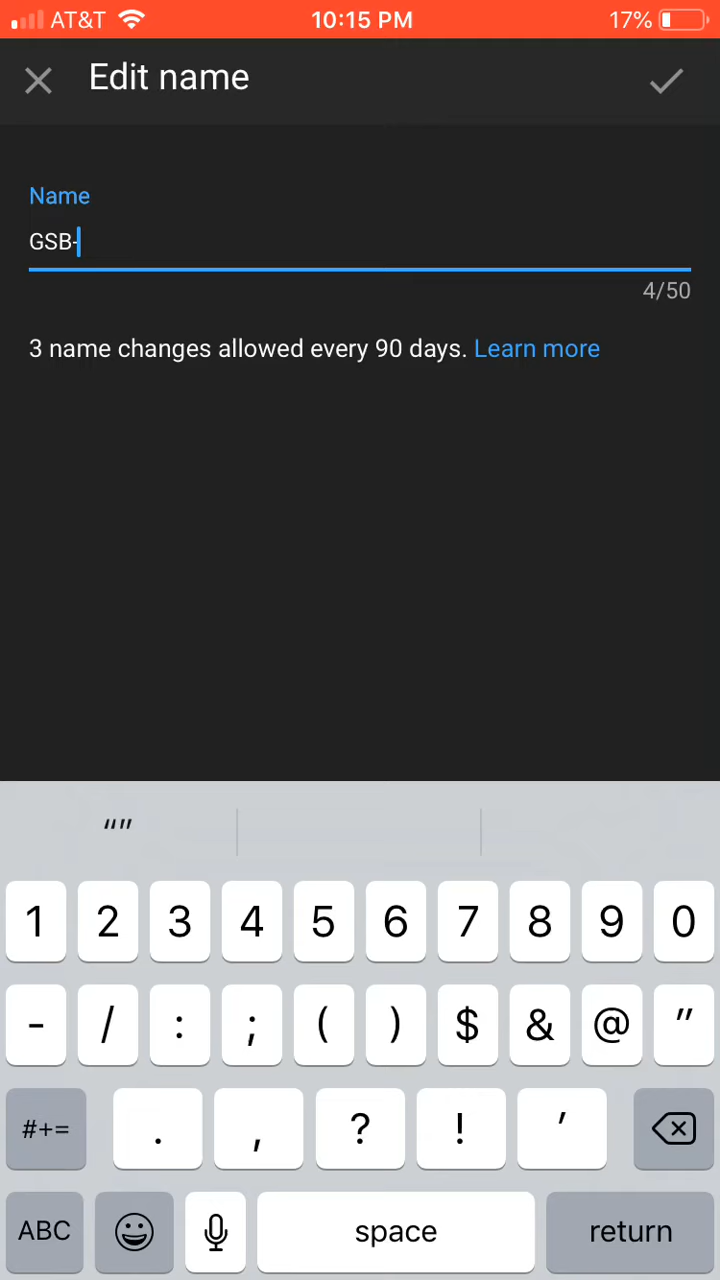 AT&T 10:15 PM 17%
Edit name
Name
GSB-
4/50
3 name changes allowed every 90 days. Learn more
“”
1 2 3 4 5 6 7 8 9 0
- / : ; ( ) $ & @ "
#+= . , ? ! '
ABC space return